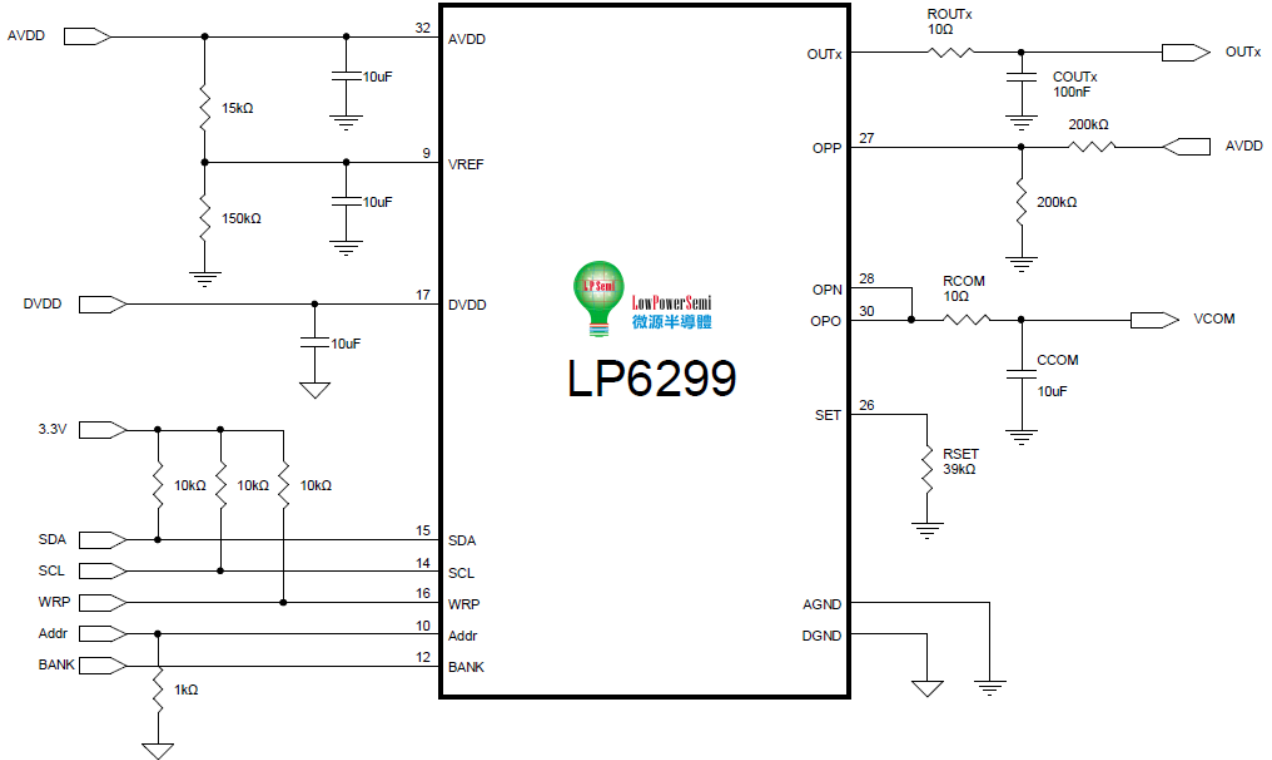 AVDD
32
AVDD
10uF
15kΩ
9
VREF
10uF
150kΩ
DVDD
17
DVDD
10uF
3.3V
10kΩ
10kΩ
10kΩ
SDA
15
SDA
SCL
14
SCL
WRP
16
WRP
Addr
10
Addr
BANK
12
BANK
1kΩ
LP Semi
LowPowerSemi
微源半導體
LP6299
OUTx
ROUTx
10Ω
OUTx
COUTx
100nF
OPP
27
200kΩ
AVDD
200kΩ
OPN
28
OPO
30
RCOM
10Ω
VCOM
CCOM
10uF
SET
26
RSET
39kΩ
AGND
DGND